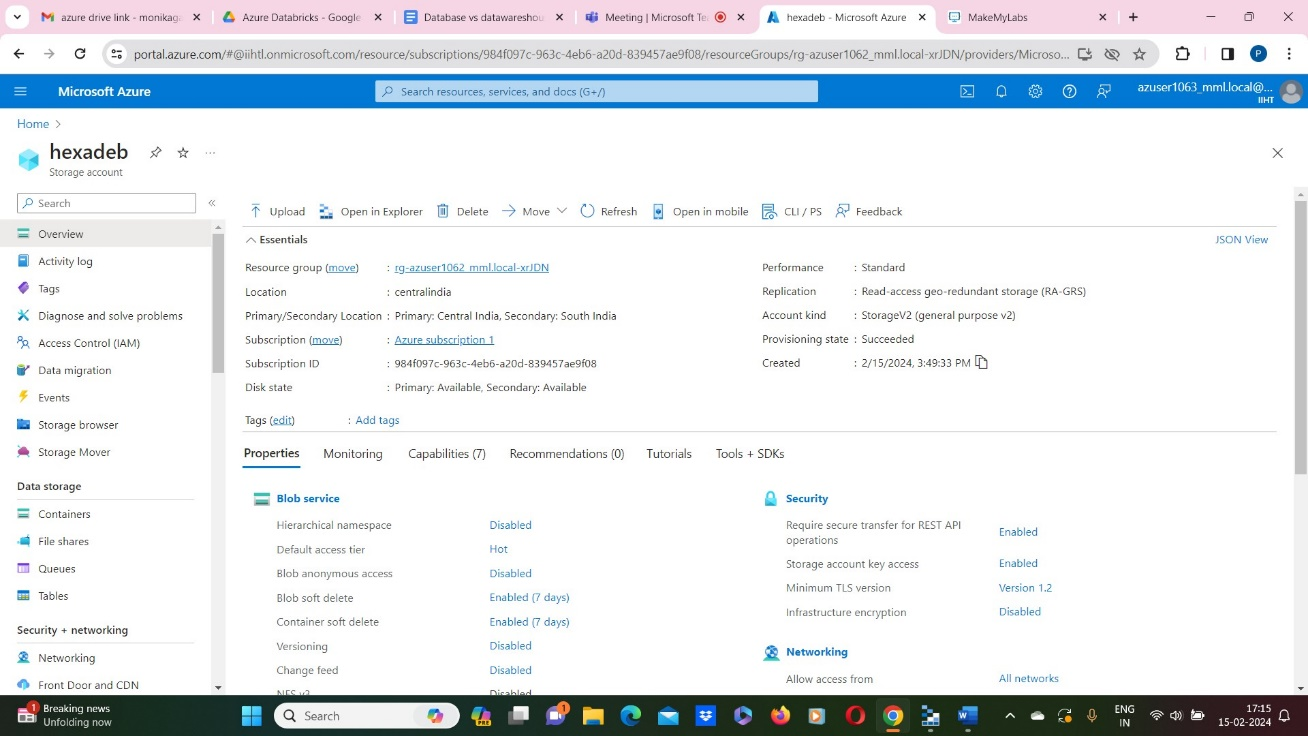 azure drive link - monikaga
Azure Databricks - Google
Database vs datawareshou
Meeting | Microsoft Te
hexadeb - Microsoft Azure
MakeMyLabs
portal.azure.com/#@iihtl.onmicrosoft.com/resource/subscriptions/984f097c-963c-4eb6-a20d-839457ae9f08/resourceGroups/rg-azuser1062_mml.local-xrJDN/providers/Microso...
P
Microsoft Azure
Search resources, services, and docs (G+/)
azuser1063_mml.local@...
IIHT
Home
hexadeb
Storage account
Search
Overview
Activity log
Tags
Diagnose and solve problems
Access Control (IAM)
Data migration
Events
Storage browser
Storage Mover
Data storage
Containers
File shares
Queues
Tables
Security + networking
Networking
Front Door and CDN
Upload Open in Explorer Delete Move Refresh Open in mobile CLI / PS Feedback
Essentials
JSON View
Resource group (move) : rg-azuser1062_mml.local-xrJDN
Location : centralindia
Primary/Secondary Location : Primary: Central India, Secondary: South India
Subscription (move) : Azure subscription 1
Subscription ID : 984f097c-963c-4eb6-a20d-839457ae9f08
Disk state : Primary: Available, Secondary: Available
Performance : Standard
Replication : Read-access geo-redundant storage (RA-GRS)
Account kind : StorageV2 (general purpose v2)
Provisioning state : Succeeded
Created : 2/15/2024, 3:49:33 PM
Tags (edit) : Add tags
Properties Monitoring Capabilities (7) Recommendations (0) Tutorials Tools + SDKs
Blob service
Hierarchical namespace Disabled
Default access tier Hot
Blob anonymous access Disabled
Blob soft delete Enabled (7 days)
Container soft delete Enabled (7 days)
Versioning Disabled
Change feed Disabled
NFS v3 Disabled
Security
Require secure transfer for REST API
operations Enabled
Storage account key access Enabled
Minimum TLS version Version 1.2
Infrastructure encryption Disabled
Networking
Allow access from All networks
1
Breaking news
Unfolding now
Search
PRE
1
ENG
IN
17:15
15-02-2024